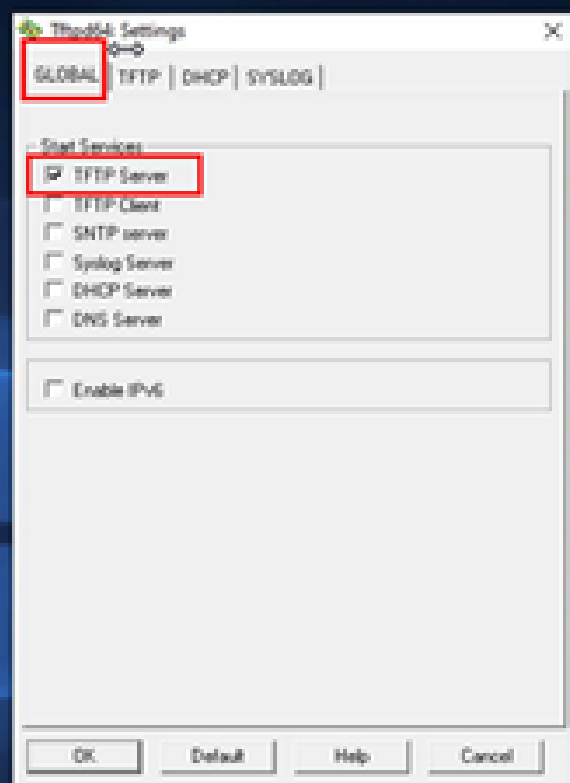 Tftpd64: Settings
GLOBAL TFTP DHCP SYSLOG
Start Services
TFTP Server
TFTP Client
SNTP server
Syslog Server
DHCP Server
DNS Server
Enable IPv6
OK Default Help Cancel